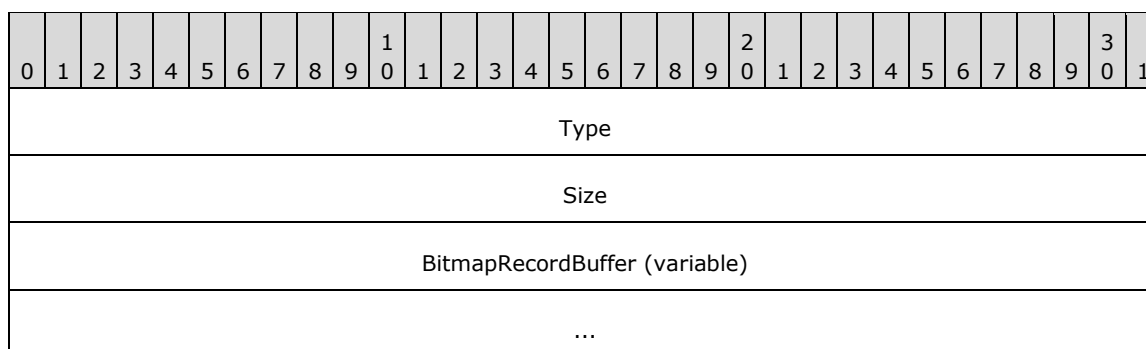 1 2 3
0 1 2 3 4 5 6 7 8 9 0 1 2 3 4 5 6 7 8 9 0 1 2 3 4 5 6 7 8 9 0 1
Type
Size
BitmapRecordBuffer (variable)
...